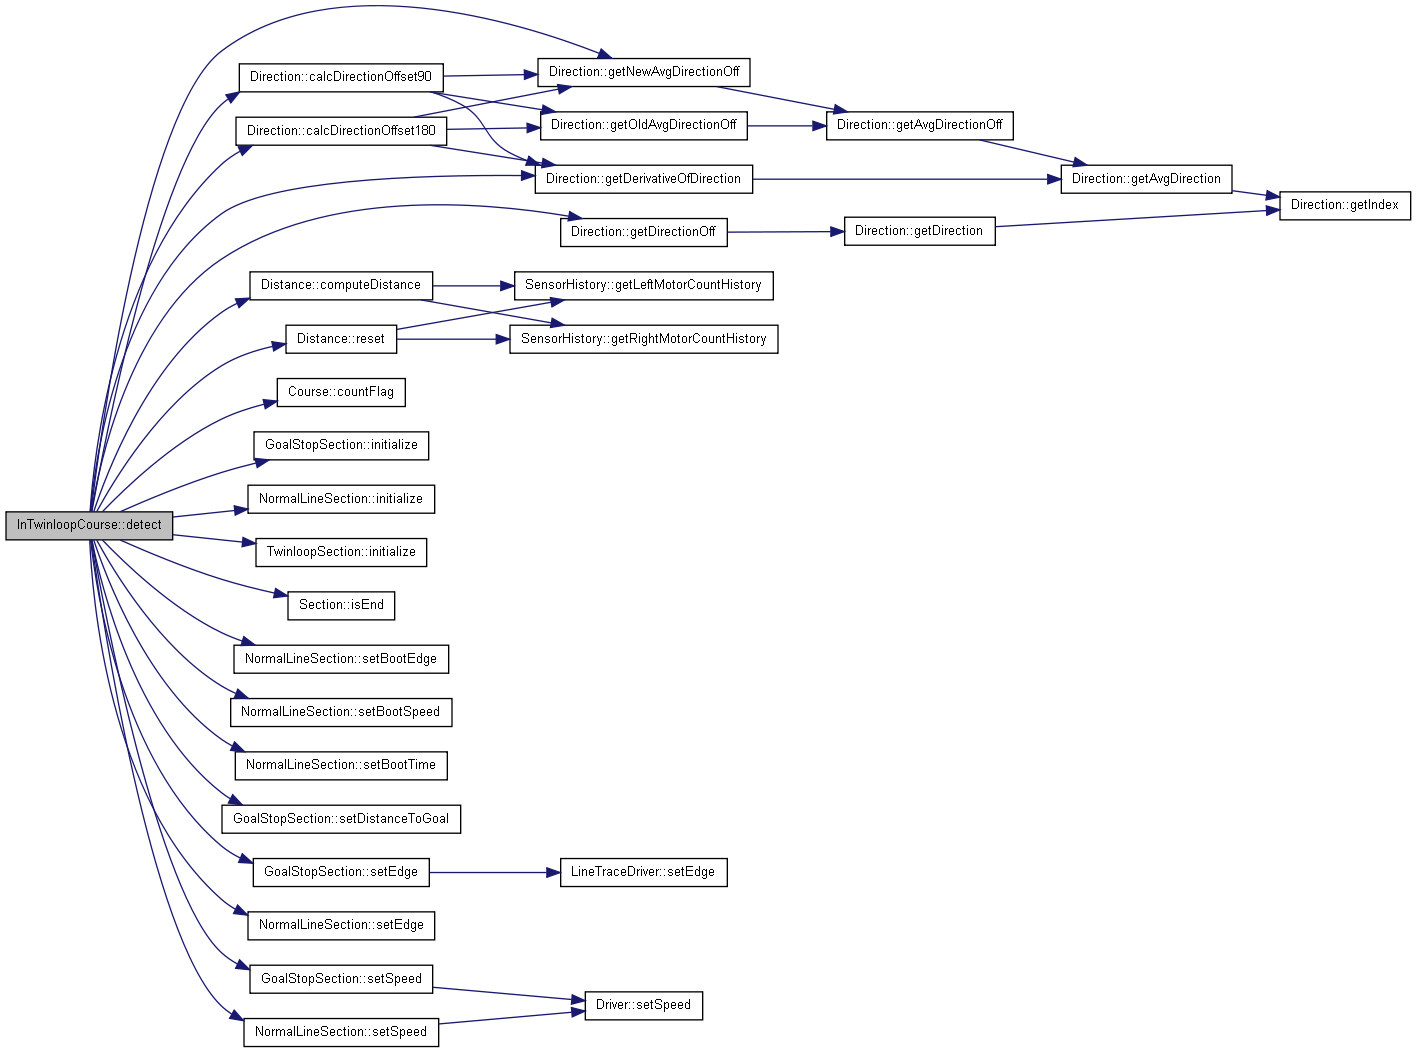 Direction::calcDirectionOffset90
Direction::getNewAvgDirectionOff
Direction::calcDirectionOffset180
Direction::getOldAvgDirectionOff
Direction::getAvgDirectionOff
Direction::getDerivativeOfDirection
Direction::getAvgDirection
Direction::getIndex
Direction::getDirectionOff
Direction::getDirection
Distance::computeDistance
SensorHistory::getLeftMotorCountHistory
Distance::reset
SensorHistory::getRightMotorCountHistory
Course::countFlag
GoalStopSection::initialize
NormalLineSection::initialize
InTwinloopCourse::detect
TwinloopSection::initialize
Section::isEnd
NormalLineSection::setBootEdge
NormalLineSection::setBootSpeed
NormalLineSection::setBootTime
GoalStopSection::setDistanceToGoal
GoalStopSection::setEdge
LineTraceDriver::setEdge
NormalLineSection::setEdge
GoalStopSection::setSpeed
Driver::setSpeed
NormalLineSection::setSpeed